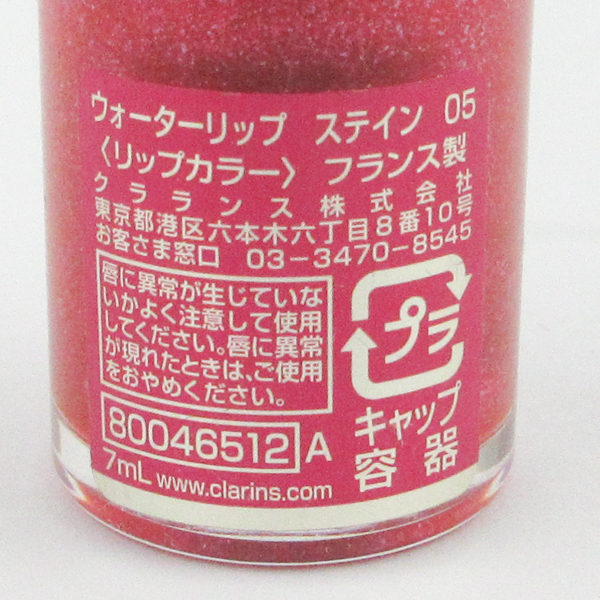 ウォーターリップ ステイン 05
〈リップカラー〉 フランス製
クラランス株式会社
東京都港区六本木六丁目8番10号
お客さま窓口 03-3470-8545
唇に異常が生じていな
いかよく注意して使用
してください。唇に異常
が現れたときは、ご使用
をおやめください。
プラ
キャップ
容器
80046512 A
7mL www.clarins.com